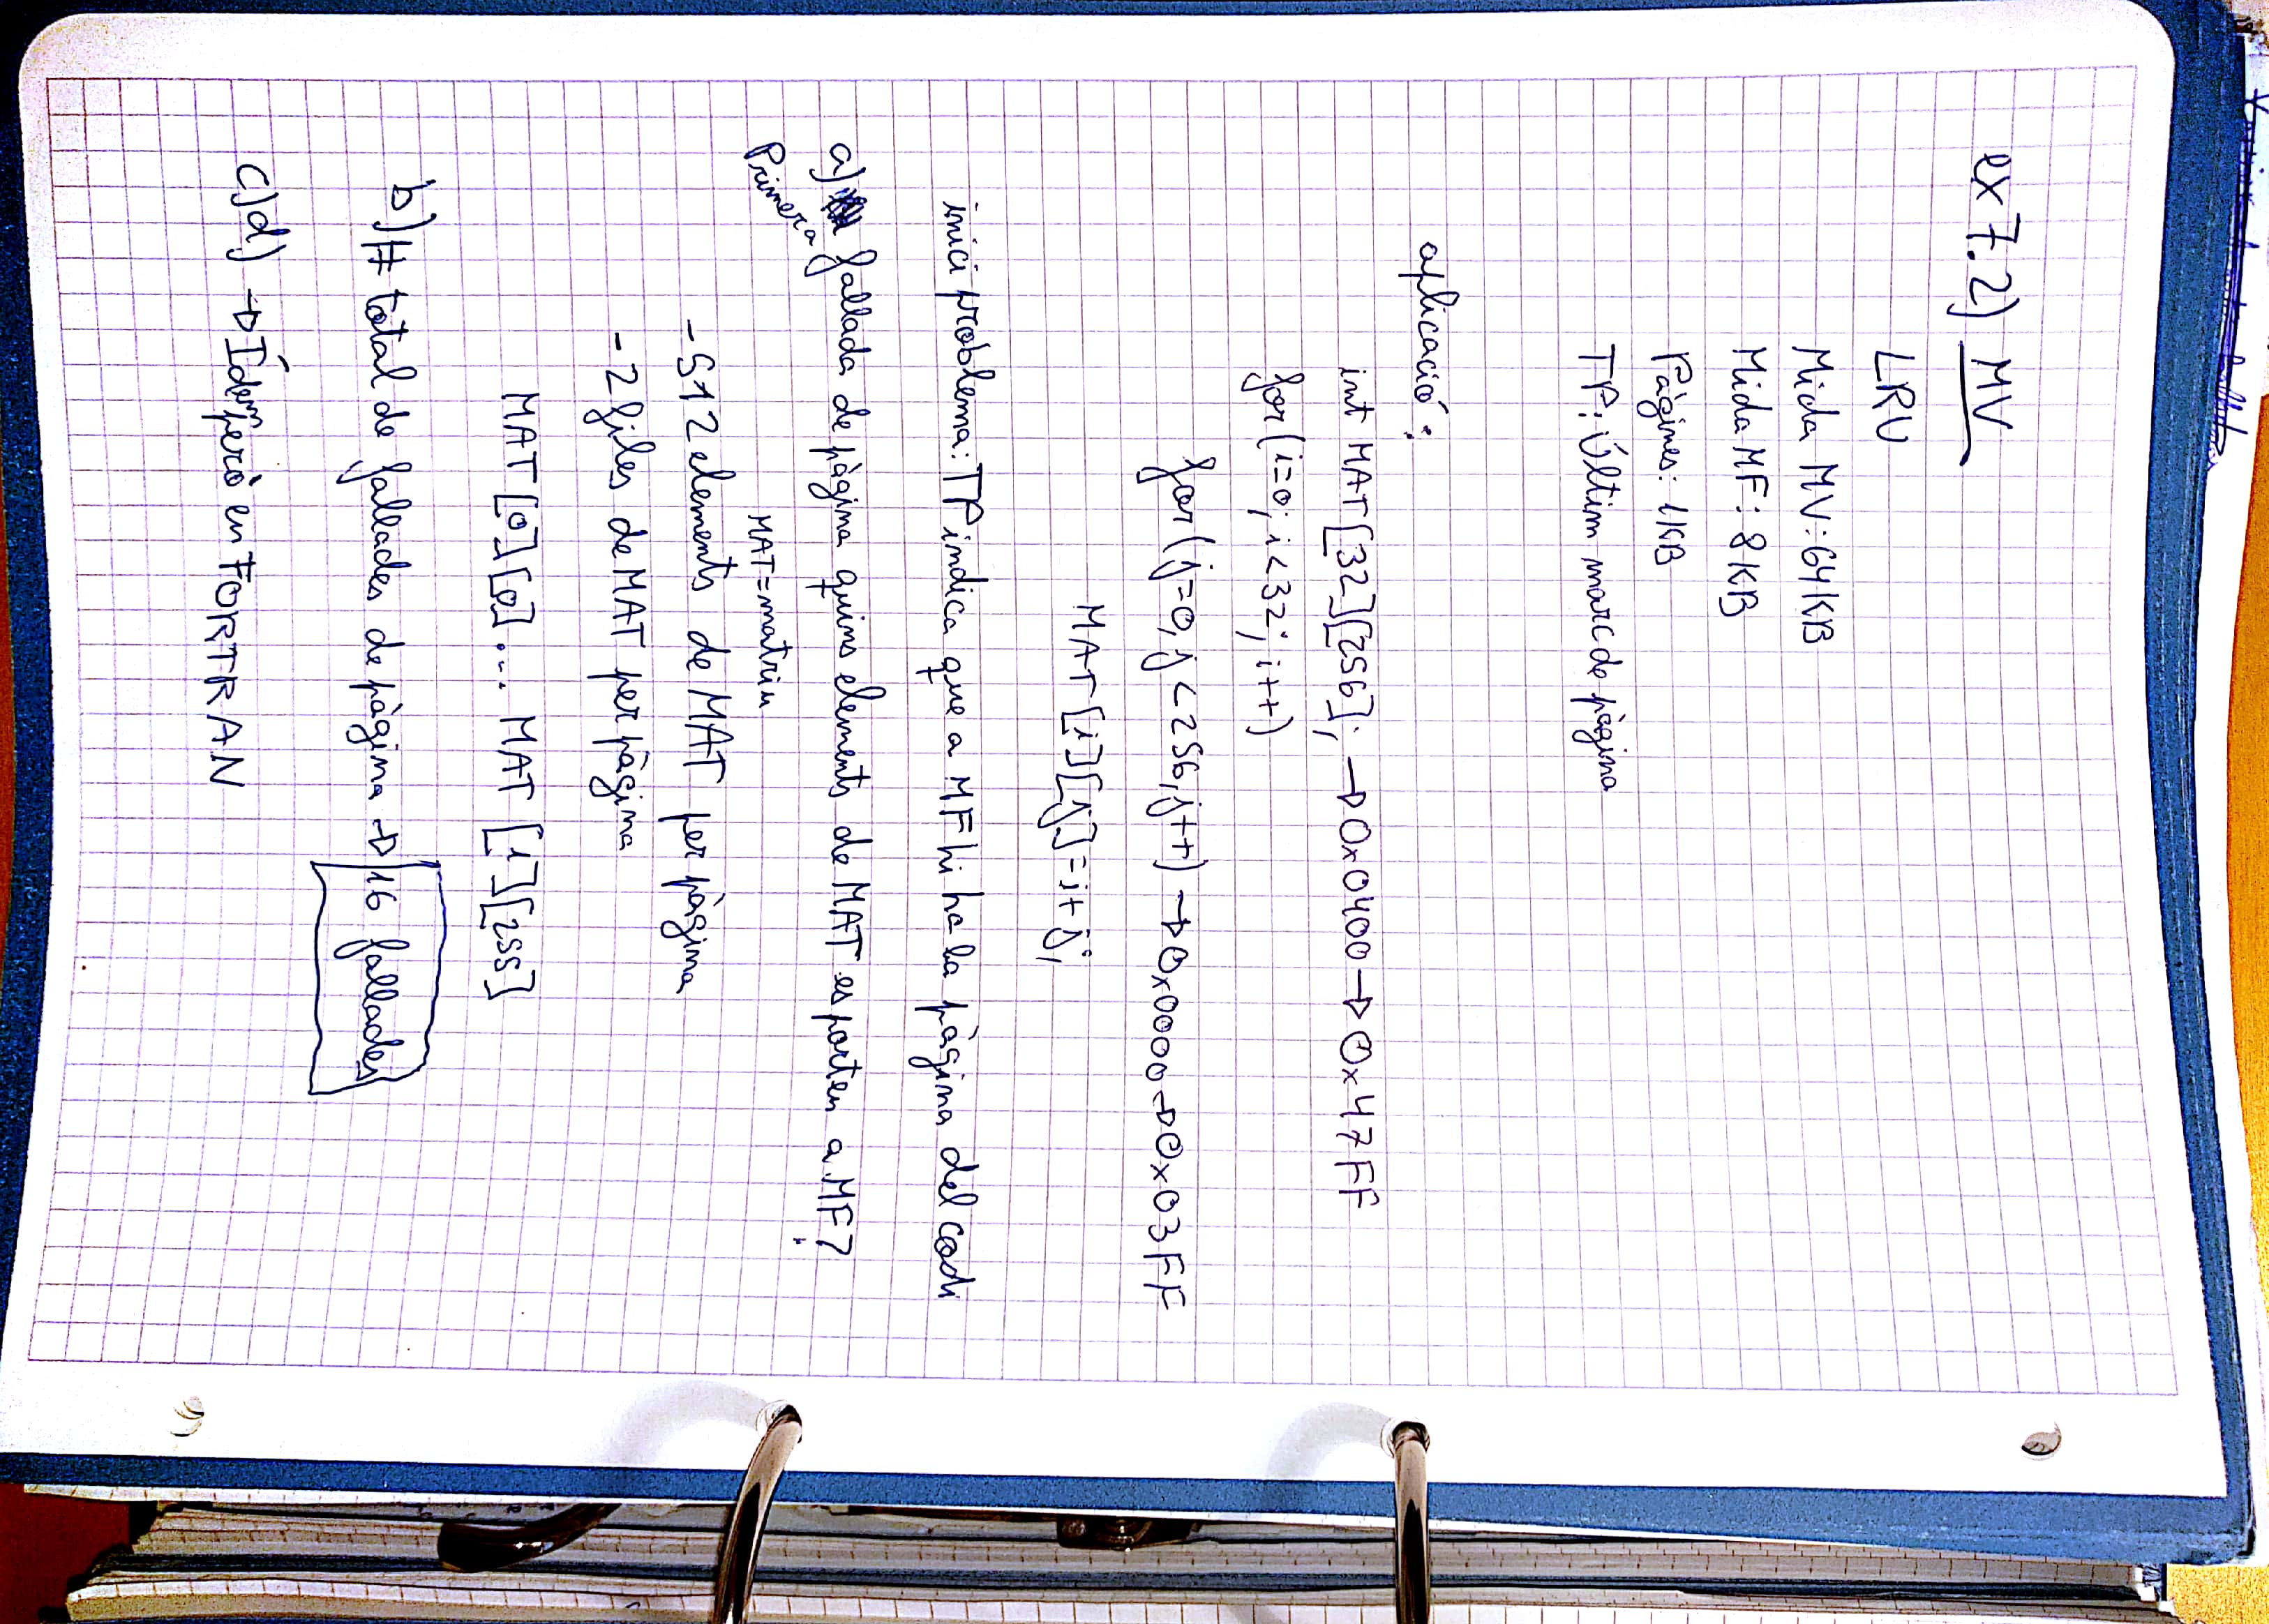 ex 7.2) MV
LRU
Mida MV: 64KB
Mida MF: 8KB
Pàgines: 1KB
TP: Últim marc de pàgina
aplicació:
int MAT[32][256]; → 0x0400 → 0x47FF
for(i=0; i<32; i++)
for(j=0, j<256, j++) → 0x0000 → 0x03FF
MAT[i][j]=i+j;
inici problema: TP indica que a MF hi ha la pàgina del codi
a) Primera fallada de pàgina quins elements de MAT es porten a MF?
MAT=matriu
- 512 elements de MAT per pàgina
- 2 files de MAT per pàgina
MAT[0][0]... MAT[1][255]
b) # total de fallades de pàgina → 16 fallades
c)d) → Ídem però en FORTRAN